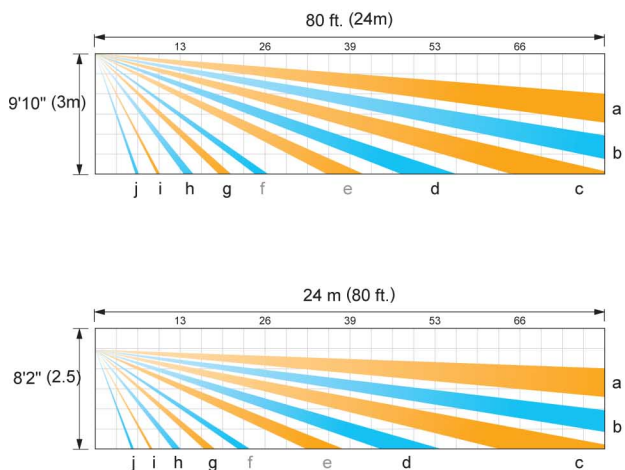 80 ft. (24m)
13 26 39 53 66
9'10" (3m)
a
b
j i h g f e d c
24 m (80 ft.)
13 26 39 53 66
8'2" (2.5)
a
b
j i h g f e d c